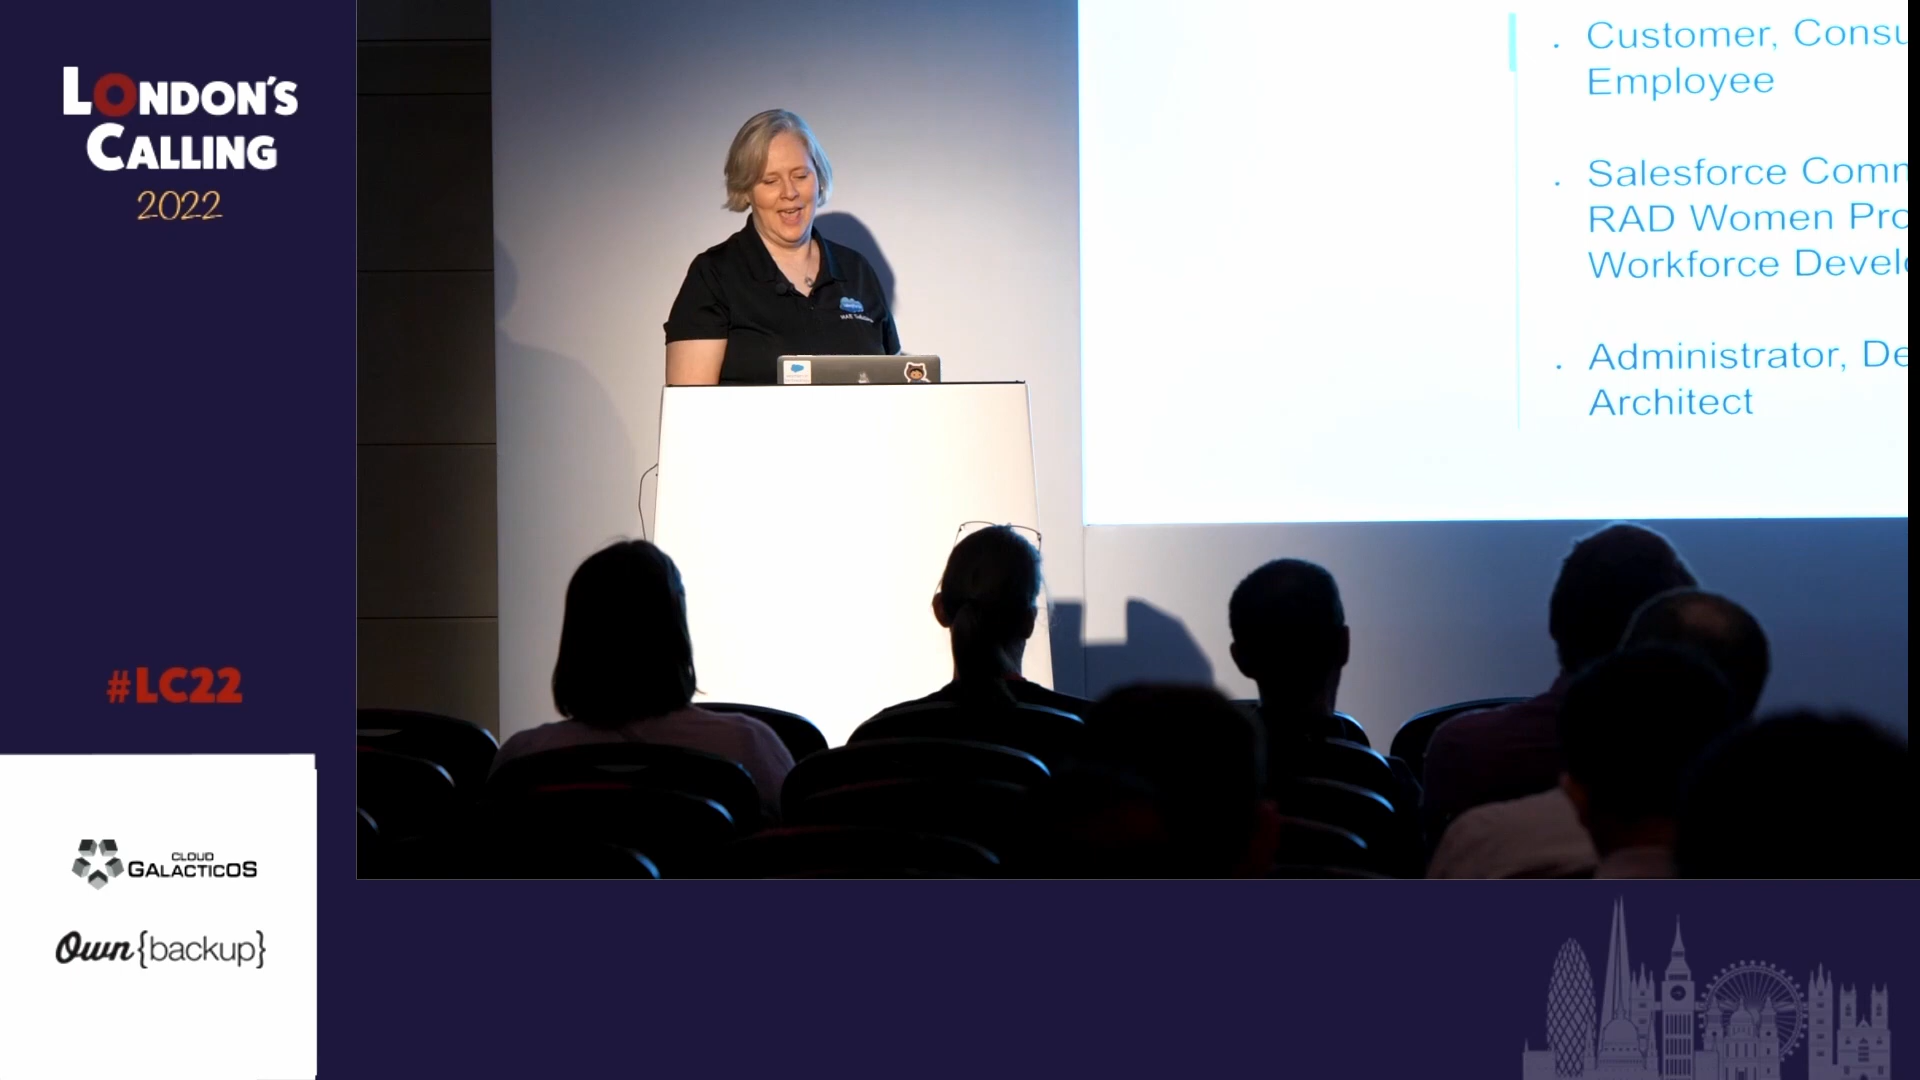 LONDON'S
CALLING
2022
#LC22
CLOUD
GALACTICOS
Own{backup}
. Customer, Consu
Employee
. Salesforce Comm
RAD Women Pro
Workforce Develo
. Administrator, De
Architect